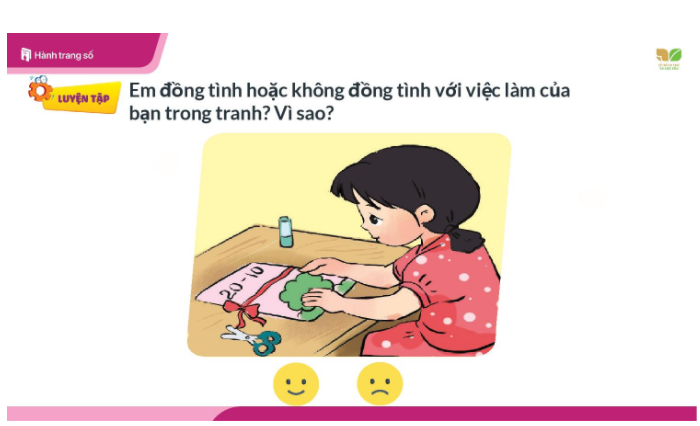 Hành trang số
LUYỆN TẬP
Em đồng tình hoặc không đồng tình với việc làm của
bạn trong tranh? Vì sao?
20-10